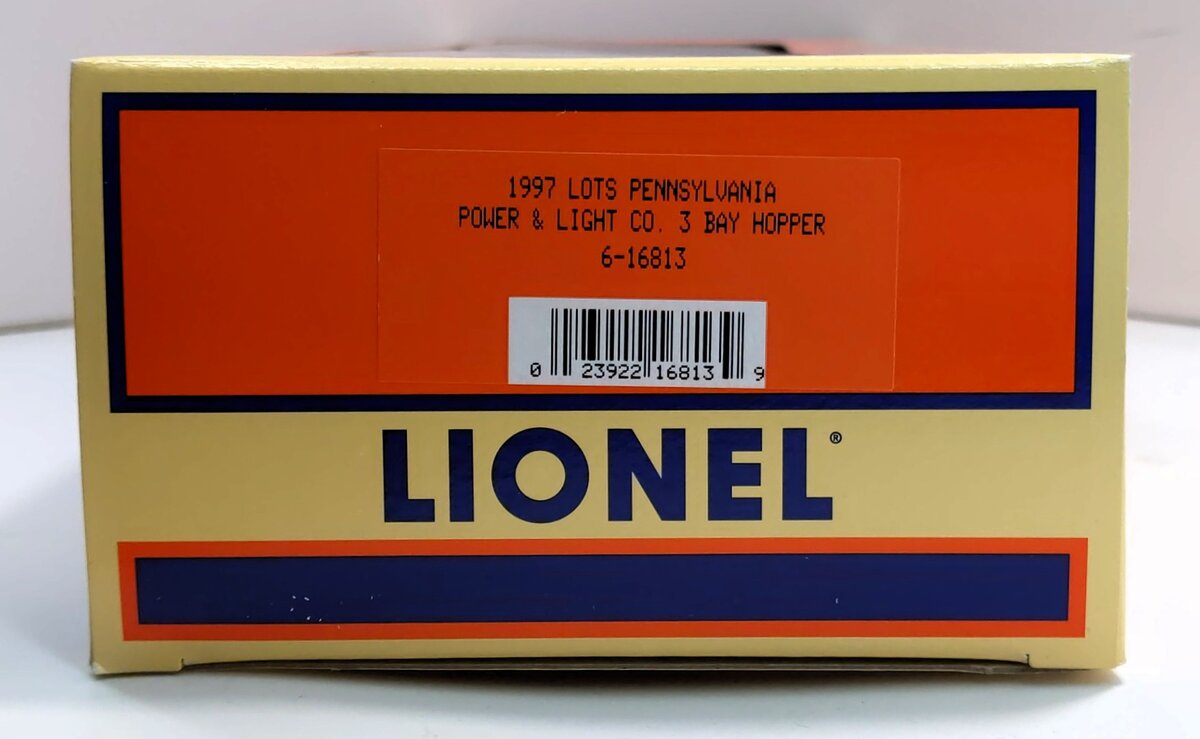 1997 LOTS PENNSYLVANIA
POWER & LIGHT CO. 3 BAY HOPPER
6-16813
0 23922 16813 9
LIONEL®